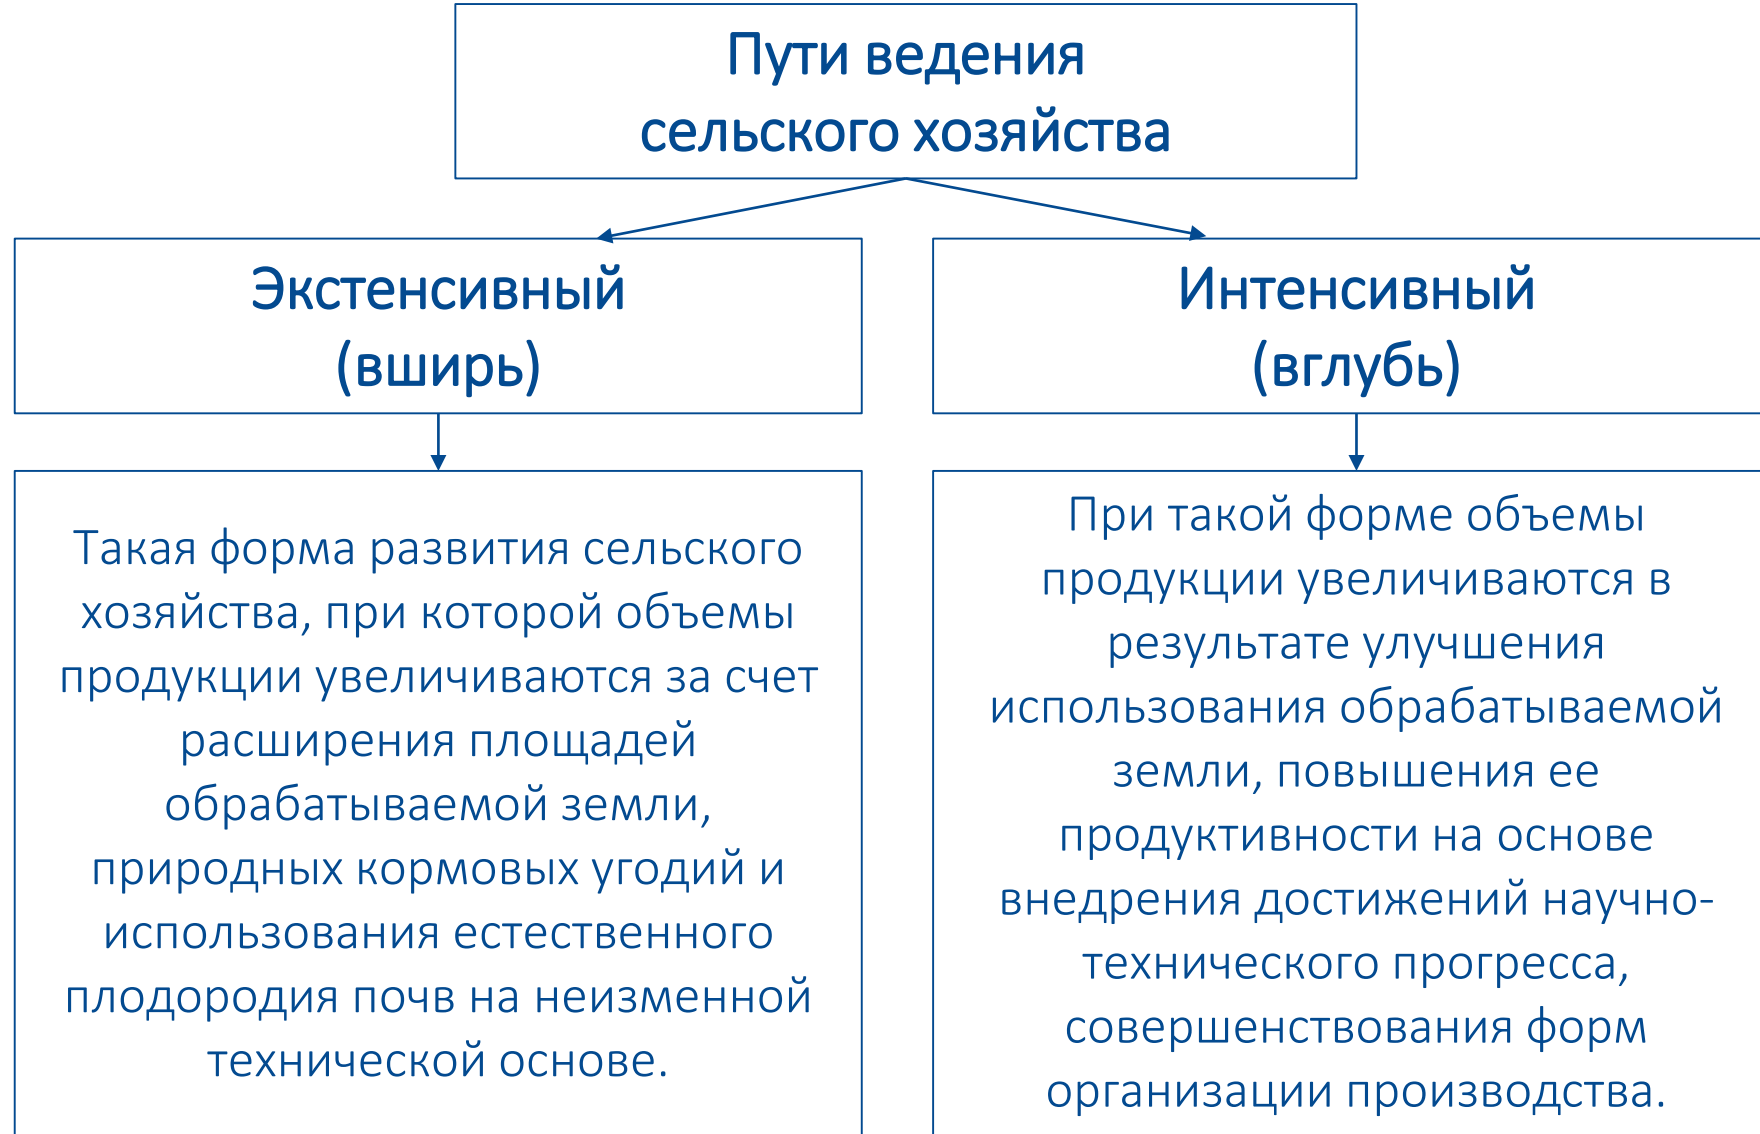 Пути ведения
сельского хозяйства
Экстенсивный
(вширь)
Интенсивный
(вглубь)
Такая форма развития сельского
хозяйства, при которой объемы
продукции увеличиваются за счет
расширения площадей
обрабатываемой земли,
природных кормовых угодий и
использования естественного
плодородия почв на неизменной
технической основе.
При такой форме объемы
продукции увеличиваются в
результате улучшения
использования обрабатываемой
земли, повышения ее
продуктивности на основе
внедрения достижений научно-
технического прогресса,
совершенствования форм
организации производства.